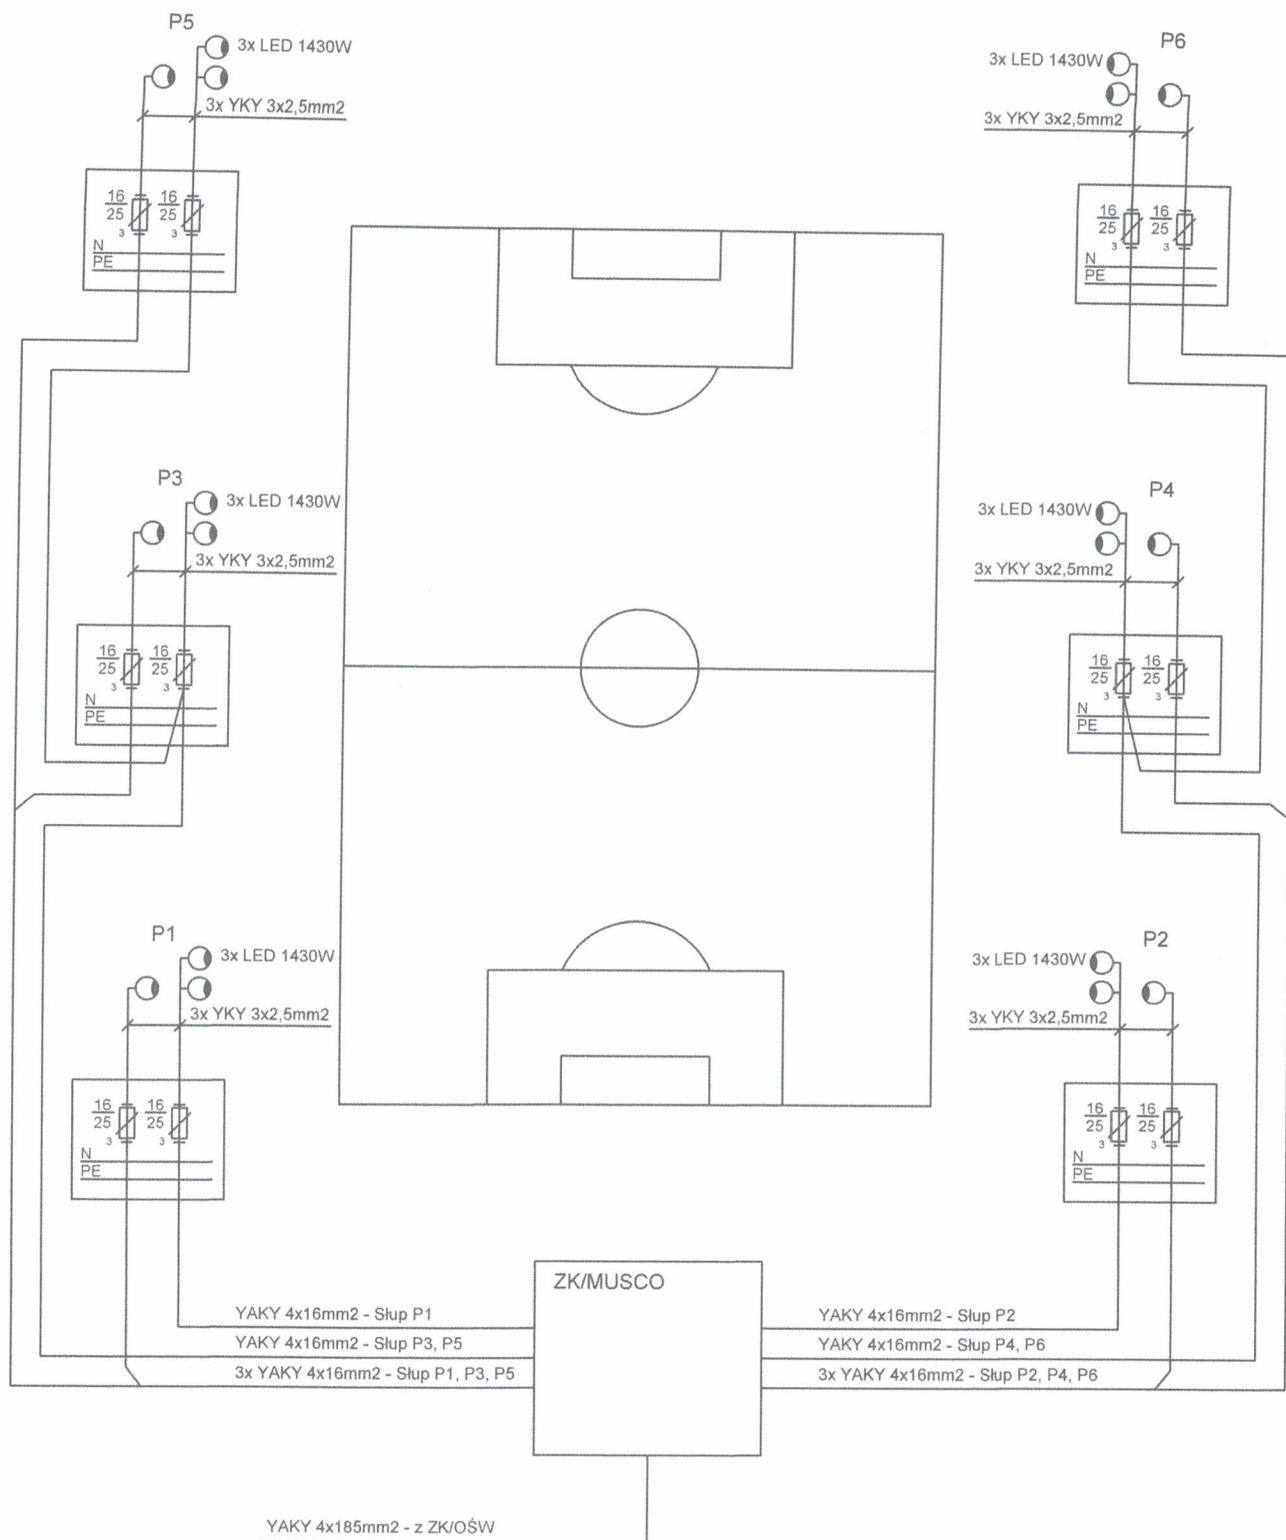 P5
3x LED 1430W
3x YKY 3x2,5mm2
16
25
3
16
25
3
N
PE
P6
3x LED 1430W
3x YKY 3x2,5mm2
16
25
3
16
25
3
N
PE
P3
3x LED 1430W
3x YKY 3x2,5mm2
16
25
3
16
25
3
N
PE
P4
3x LED 1430W
3x YKY 3x2,5mm2
16
25
3
16
25
3
N
PE
P1
3x LED 1430W
3x YKY 3x2,5mm2
16
25
3
16
25
3
N
PE
P2
3x LED 1430W
3x YKY 3x2,5mm2
16
25
3
16
25
3
N
PE
ZK/MUSCO
YAKY 4x16mm2 - Słup P1
YAKY 4x16mm2 - Słup P3, P5
3x YAKY 4x16mm2 - Słup P1, P3, P5
YAKY 4x16mm2 - Słup P2
YAKY 4x16mm2 - Słup P4, P6
3x YAKY 4x16mm2 - Słup P2, P4, P6
YAKY 4x185mm2 - z ZK/OŚW